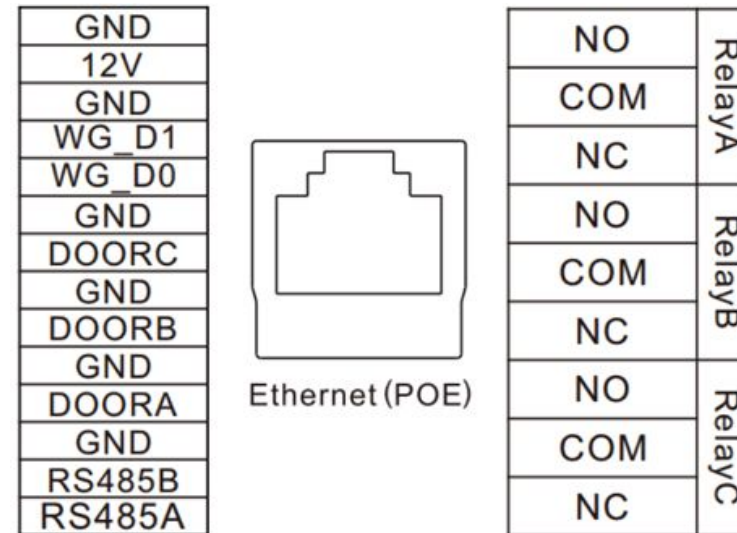 GND
12V
GND
WG_D1
WG_D0
GND
DOORC
GND
DOORB
GND
DOORA
GND
RS485B
RS485A
Ethernet (POE)
NO
COM
NC
RelayA
NO
COM
NC
RelayB
NO
COM
NC
RelayC